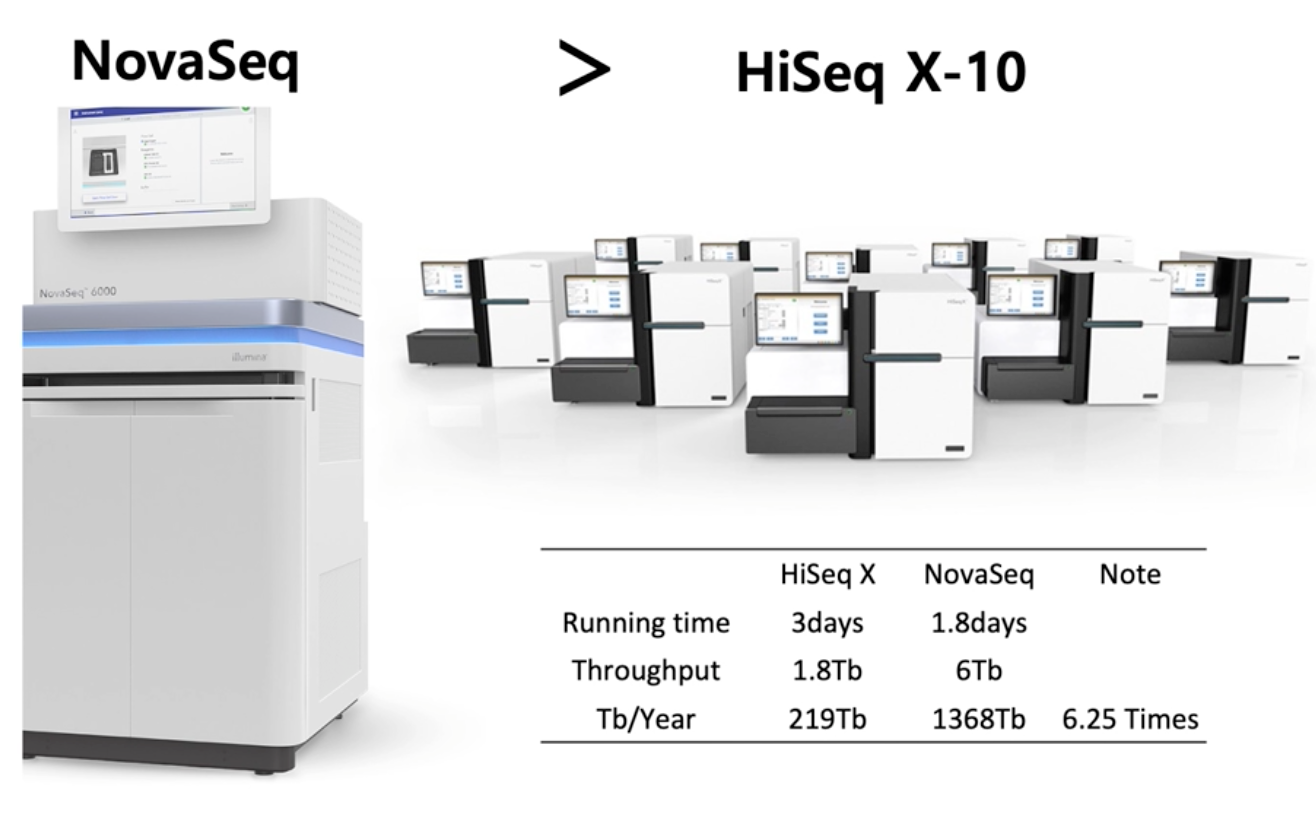 NovaSeq > HiSeq X-10
NovaSeq™ 6000
illumina
HiSeq X NovaSeq Note
Running time 3days 1.8days
Throughput 1.8Tb 6Tb
Tb/Year 219Tb 1368Tb 6.25 Times